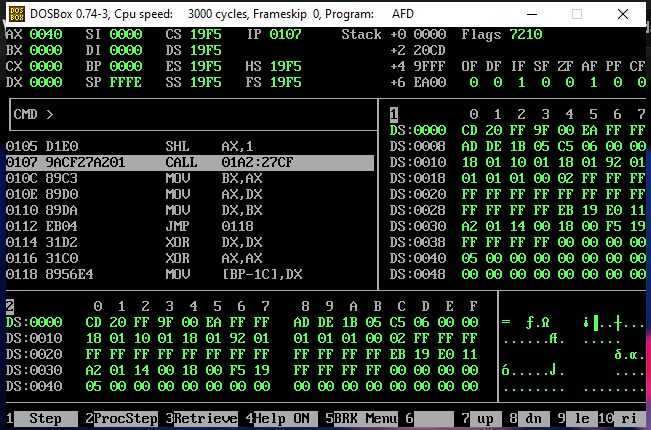 DOSBox 0.74-3, Cpu speed: 3000 cycles, Frameskip 0, Program: AFD
AX 0040 SI 0000 CS 19F5 IP 0107 Stack +0 0000 Flags 7210
BX 0000 DI 0000 DS 19F5 +2 20CD
CX 0000 BP 0000 ES 19F5 HS 19F5 +4 9FFF OF DF IF SF ZF AF PF CF
DX 0000 SP FFFE SS 19F5 FS 19F5 +6 EA00 0 0 1 0 0 1 0 0
CMD >
1 0 1 2 3 4 5 6 7
DS:0000 CD 20 FF 9F 00 EA FF FF
0105 D1E0 SHL AX,1 DS:0008 AD DE 1B 05 C5 06 00 00
0107 9ACF27A201 CALL 01A2:27CF DS:0010 18 01 10 01 18 01 92 01
010C 89C3 MOV BX,AX DS:0018 01 01 01 00 02 FF FF FF
010E 89D0 MOV AX,DX DS:0020 FF FF FF FF FF FF FF FF
0110 89DA MOV DX,BX DS:0028 FF FF FF FF EB 19 E0 11
0112 EB04 JMP 0118 DS:0030 A2 01 14 00 18 00 F5 19
0114 31D2 XOR DX,DX DS:0038 FF FF FF FF 00 00 00 00
0116 31C0 XOR AX,AX DS:0040 05 00 00 00 00 00 00 00
0118 8956E4 MOV [BP-1C],DX DS:0048 00 00 00 00 00 00 00 00
2 0 1 2 3 4 5 6 7 8 9 A B C D E F
DS:0000 CD 20 FF 9F 00 EA FF FF AD DE 1B 05 C5 06 00 00
DS:0010 18 01 10 01 18 01 92 01 01 01 01 00 02 FF FF FF
DS:0020 FF FF FF FF FF FF FF FF FF FF FF FF EB 19 E0 11
DS:0030 A2 01 14 00 18 00 F5 19 FF FF FF FF 00 00 00 00
DS:0040 05 00 00 00 00 00 00 00 00 00 00 00 00 00 00 00
1 Step 2 ProcStep 3 Retrieve 4 Help ON 5 BRK Menu 6 7 up 8 dn 9 le 10 ri